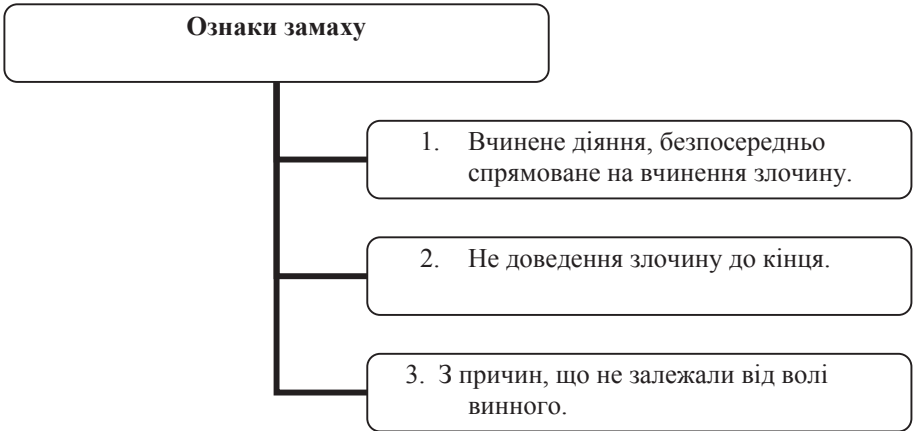 Ознаки замаху
1. Вчинене діяння, безпосередньо
спрямоване на вчинення злочину.
2. Не доведення злочину до кінця.
3. З причин, що не залежали від волі
винного.